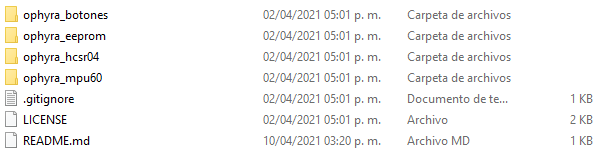 ophyra_botones 02/04/2021 05:01 p. m. Carpeta de archivos
ophyra_eeprom 02/04/2021 05:01 p. m. Carpeta de archivos
ophyra_hcsr04 02/04/2021 05:01 p. m. Carpeta de archivos
ophyra_mpu60 02/04/2021 05:01 p. m. Carpeta de archivos
.gitignore 02/04/2021 05:01 p. m. Documento de te... 1 KB
LICENSE 02/04/2021 05:01 p. m. Archivo 2 KB
README.md 10/04/2021 03:20 p. m. Archivo MD 1 KB